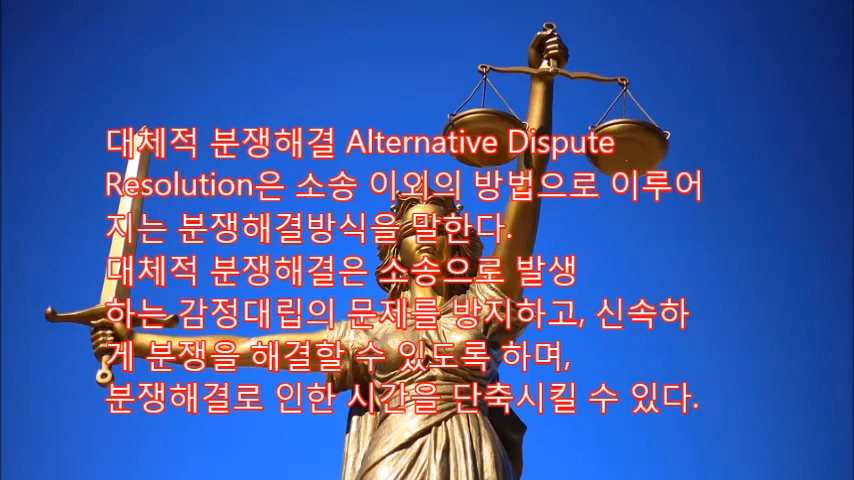 대체적 분쟁해결 Alternative Dispute
Resolution은 소송 이외의 방법으로 이루어
지는 분쟁해결방식을 말한다.
대체적 분쟁해결은 소송으로 발생
하는 감정대립의 문제를 방지하고, 신속하
게 분쟁을 해결할 수 있도록 하며,
분쟁해결로 인한 시간을 단축시킬 수 있다.